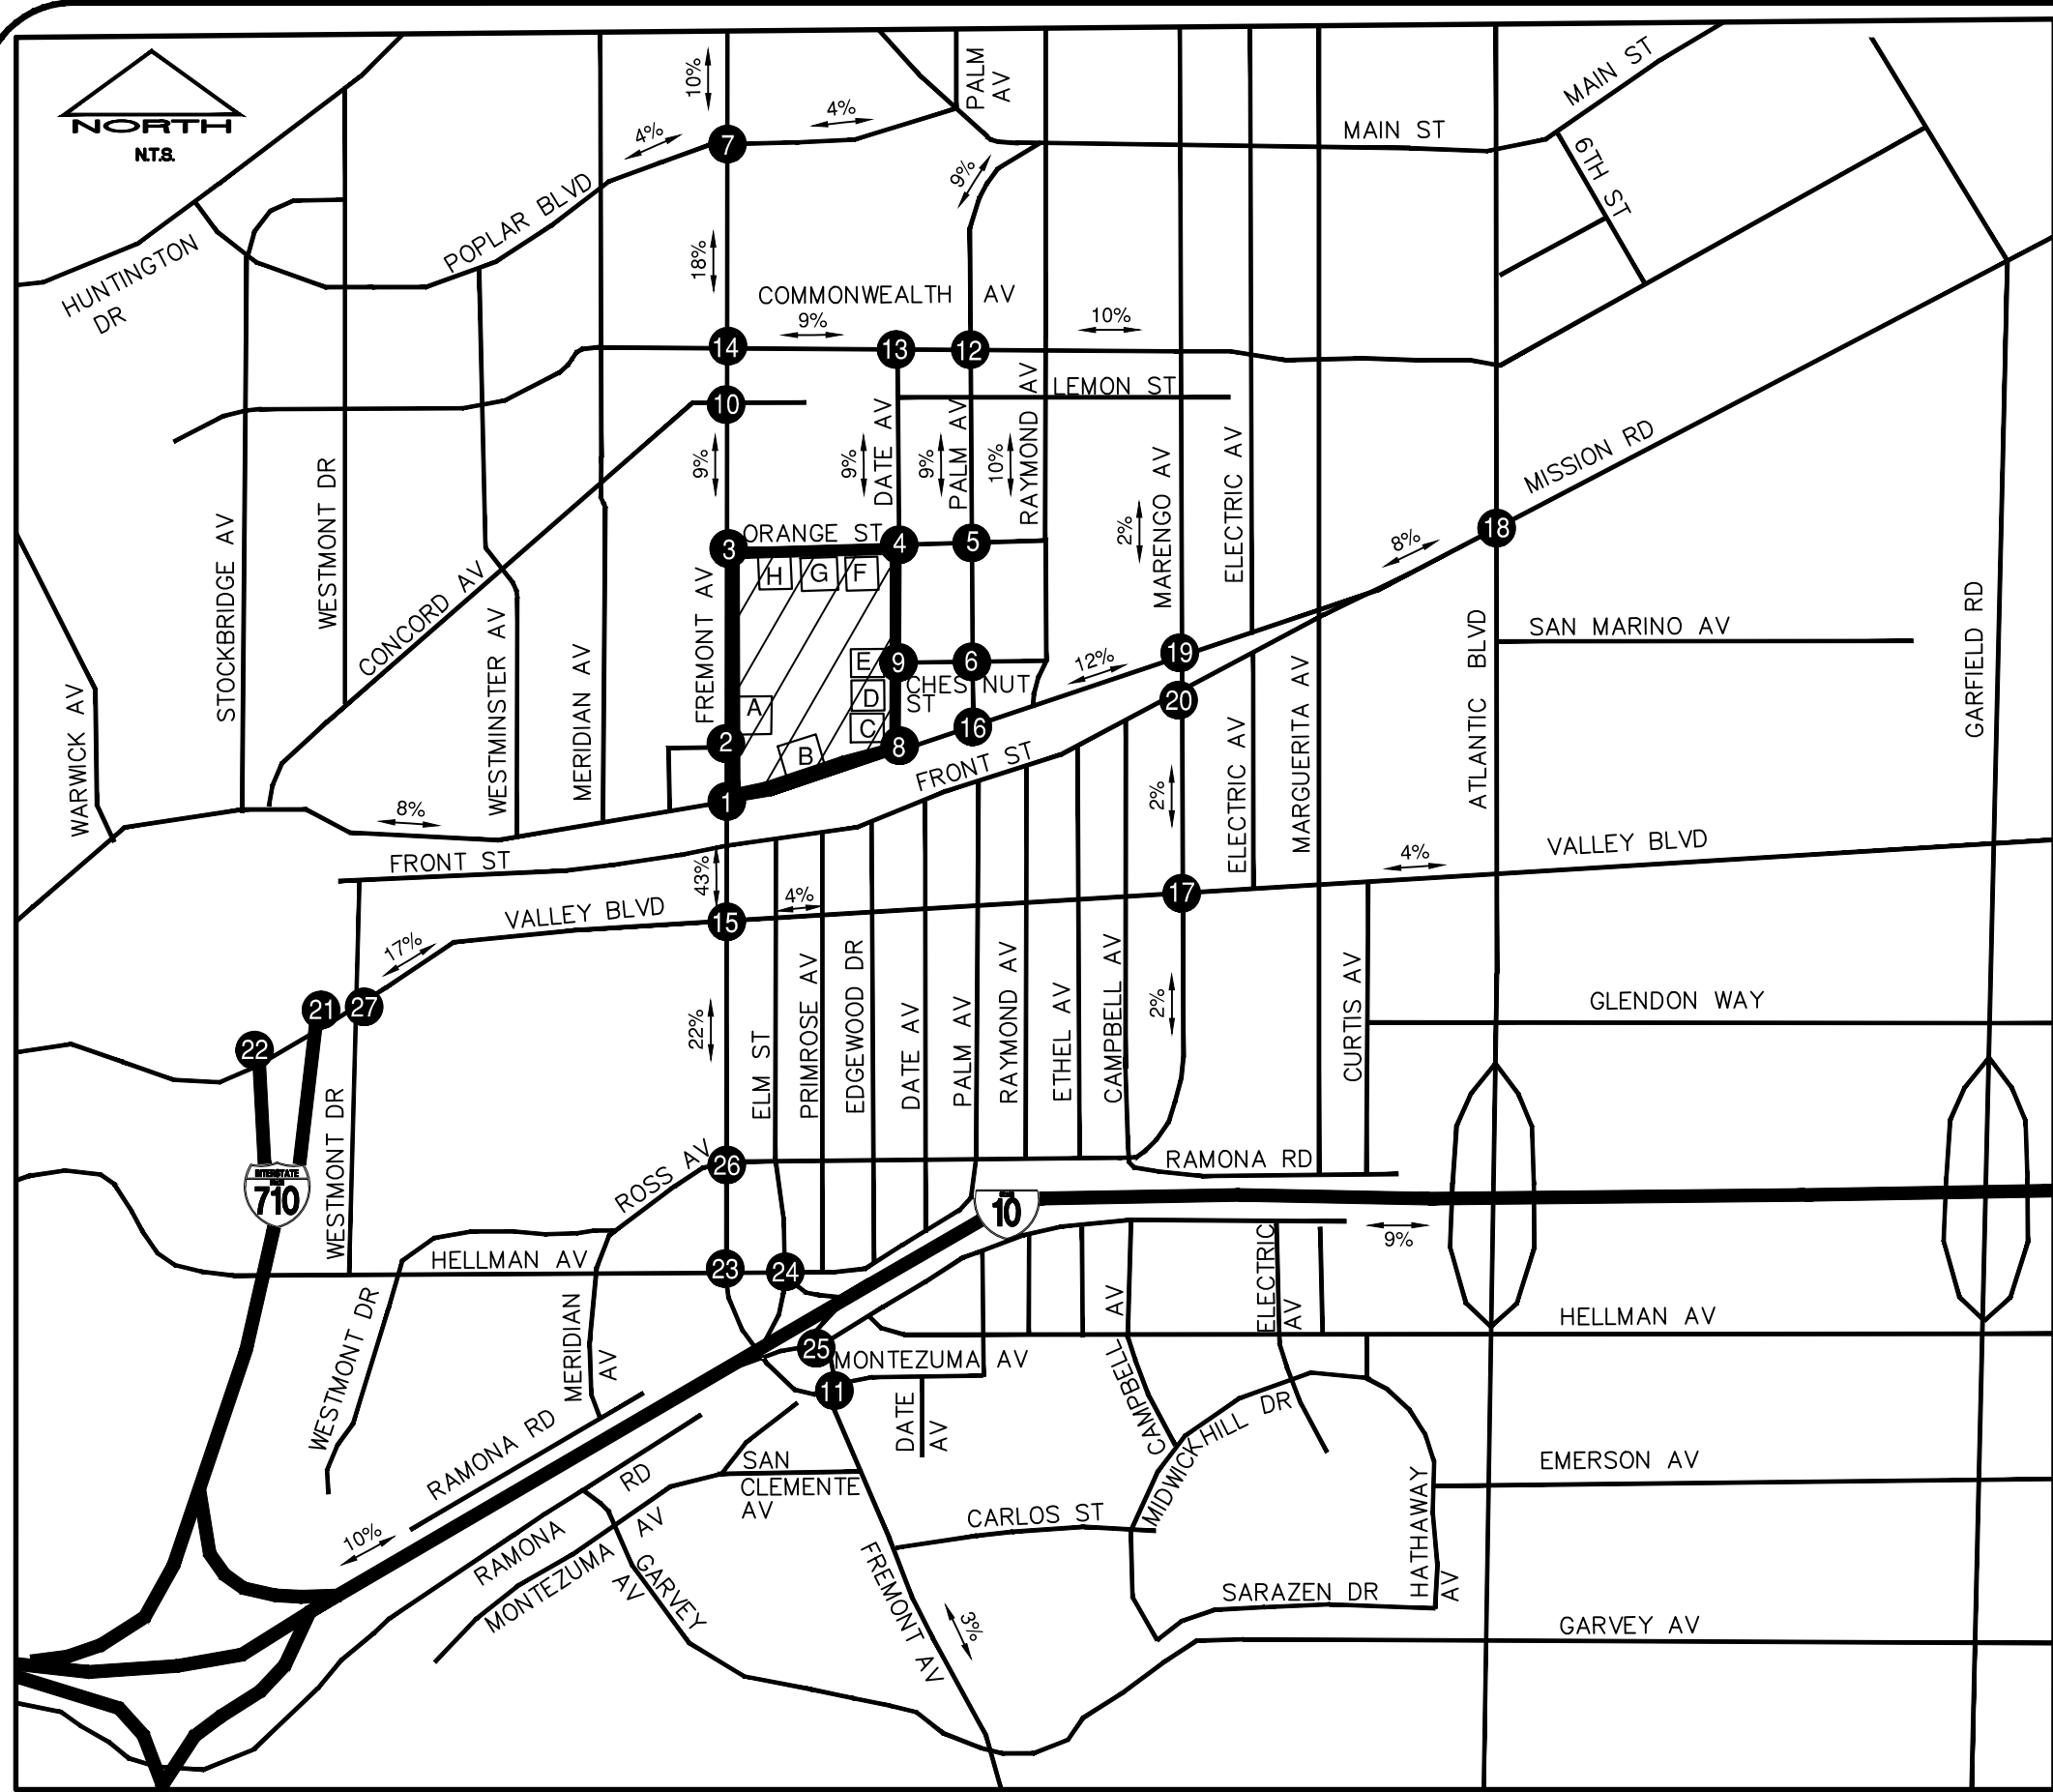 NORTH
N.T.S.
HUNTINGTON
DR
POPLAR BLVD
10%
4%
4%
7
18%
PALM
AV
9%
MAIN ST
MAIN ST
6TH ST
COMMONWEALTH AV
9%
10%
14
13
12
10
LEMON ST
9%
9%
DATE AV
9%
PALM AV
10%
RAYMOND AV
2%
MARENGO AV
ELECTRIC AV
MISSION RD
8%
18
STOCKBRIDGE AV
WESTMONT DR
CONCORD AV
WESTMINSTER AV
MERIDIAN AV
WARWICK AV
FREMONT AV
ORANGE ST
3
4
5
H
G
F
E
9
6
CHESTNUT
ST
D
C
A
B
2
1
8
16
12%
19
20
FRONT ST
SAN MARINO AV
ATLANTIC BLVD
GARFIELD RD
MARGUERITA AV
ELECTRIC AV
2%
8%
FRONT ST
43%
4%
15
VALLEY BLVD
17%
17
4%
VALLEY BLVD
21
27
22
22%
ELM ST
PRIMROSE AV
EDGEWOOD DR
DATE AV
PALM AV
RAYMOND AV
ETHEL AV
CAMPBELL AV
2%
CURTIS AV
GLENDON WAY
WESTMONT DR
INTERSTATE
710
ROSS AV
26
RAMONA RD
10
9%
HELLMAN AV
23
24
25
11
MONTEZUMA AV
MERIDIAN
AV
WESTMONT DR
RAMONA RD
10%
DATE
AV
CAMPBELL
AV
ELECTRIC
AV
HELLMAN AV
MIDWICKHILL DR
EMERSON AV
HATHAWAY
AV
SAN
CLEMENTE
AV
CARLOS ST
RAMONA RD
MONTEZUMA AV
GARVEY
AV
FREMONT AV
3%
SARAZEN DR
GARVEY AV